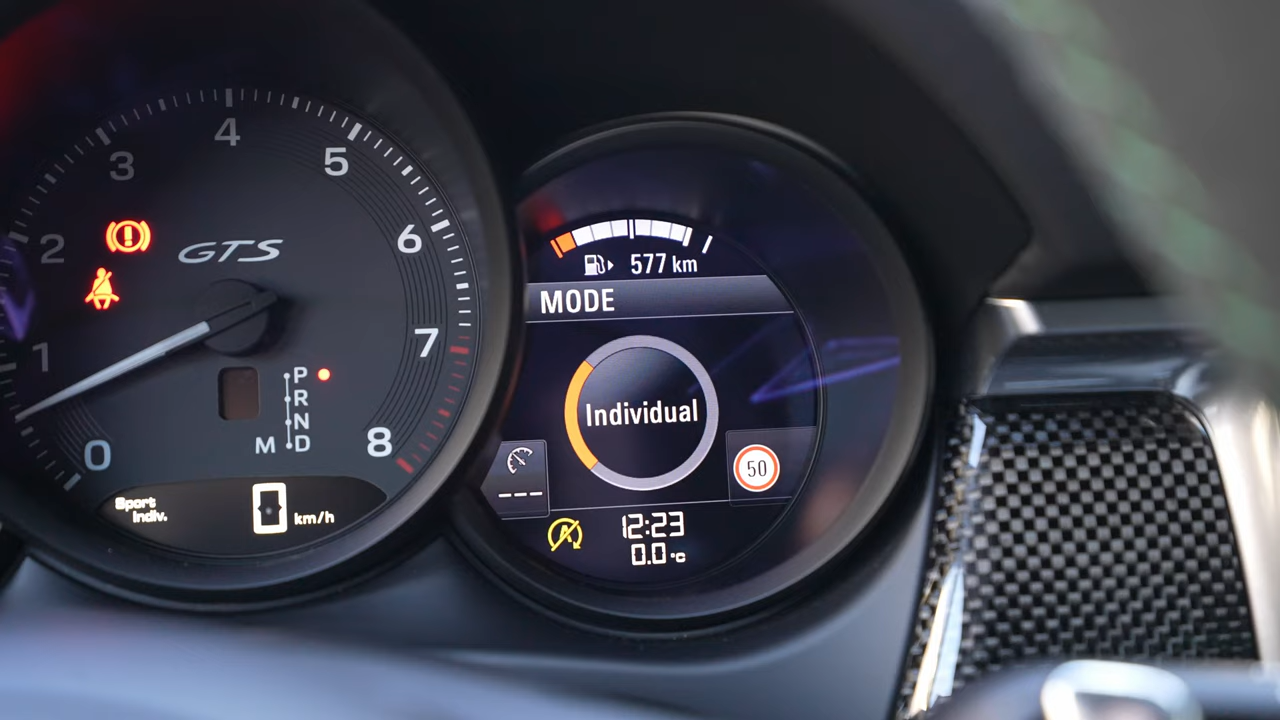 0
1
2
3
4
5
6
7
8
GTS
P
R
N
M D
Sport
Indiv.
0 km/h
577 km
MODE
Individual
---
50
A
12:23
0.0 °C